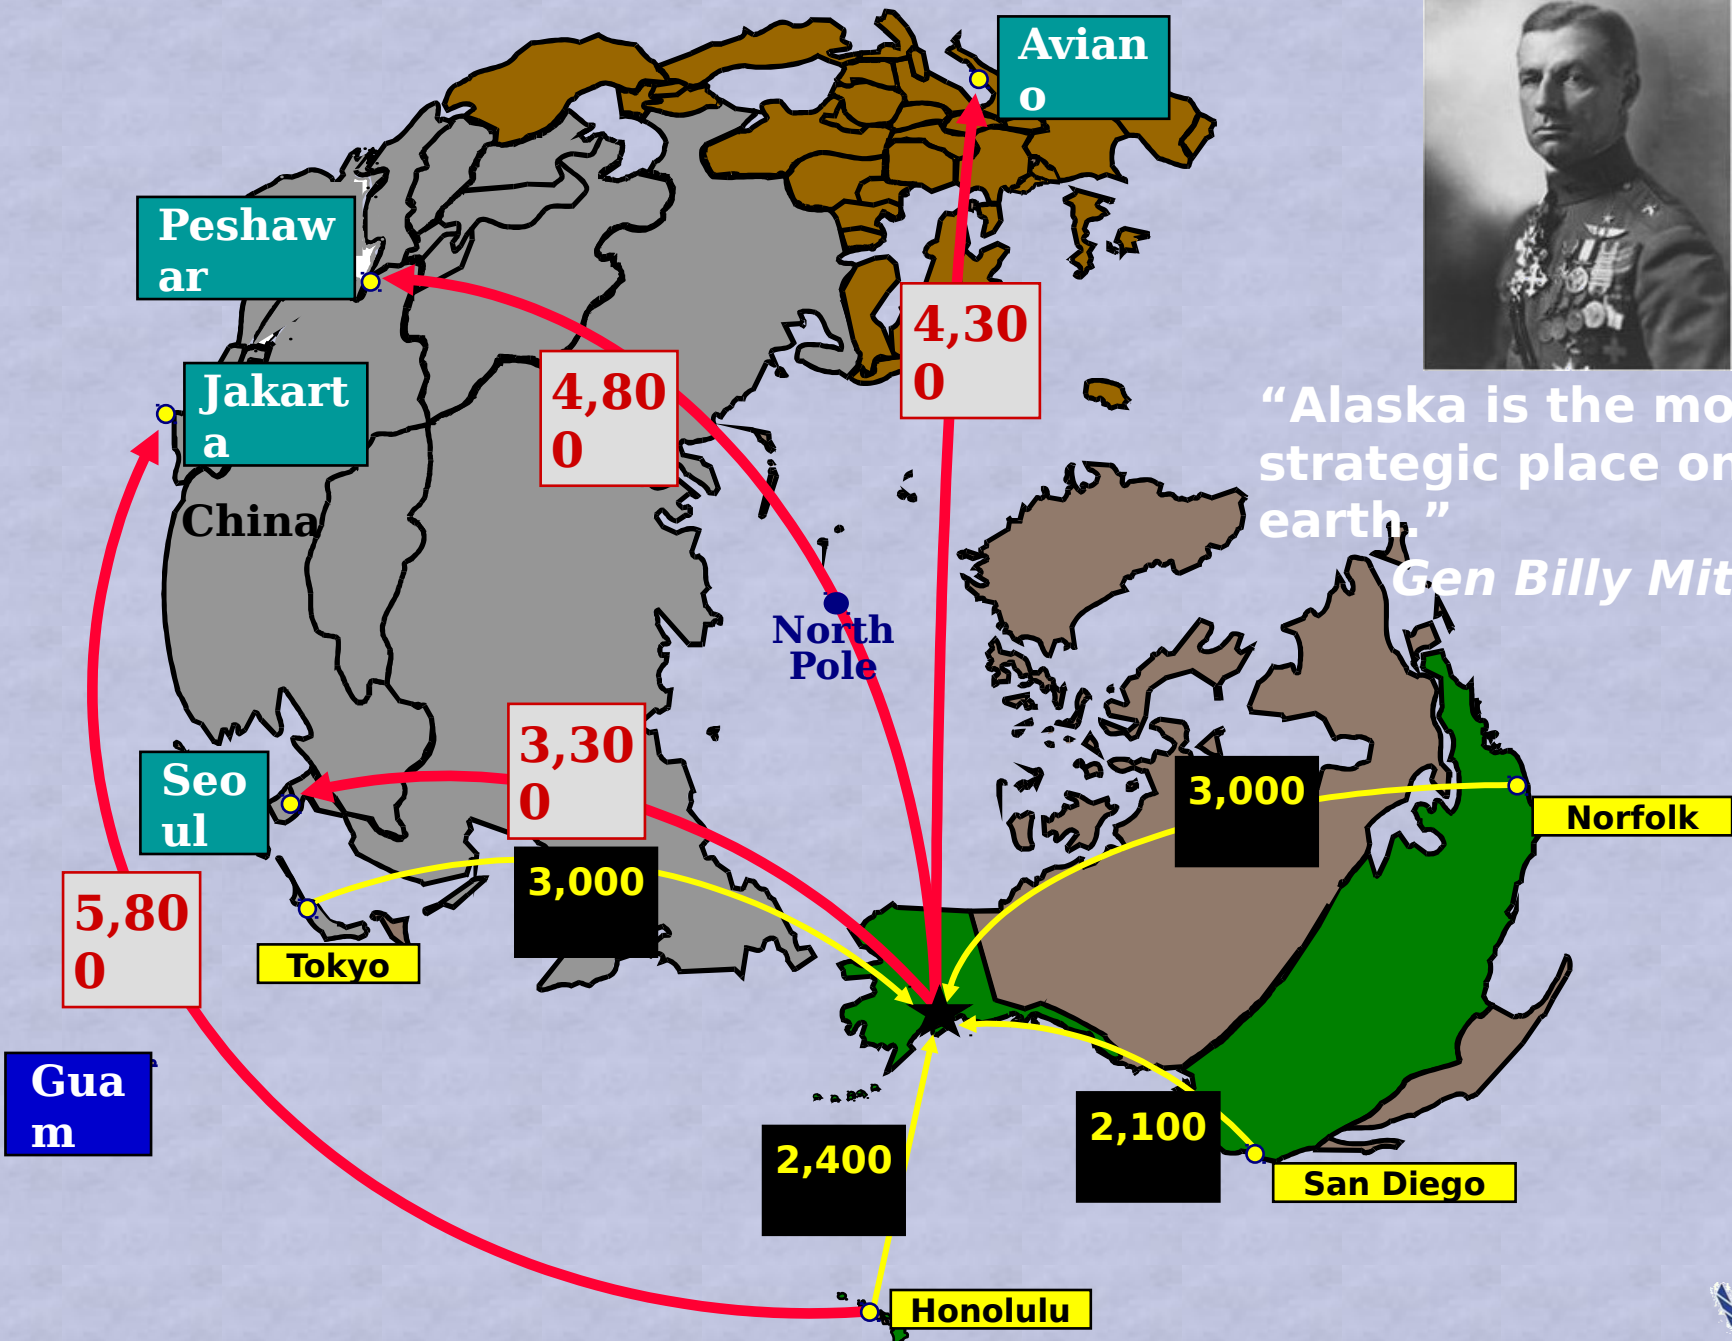 Avian
o
Peshaw
ar
4,30
0
4,80
0
Jakart
a
“Alaska is the mo
strategic place on
earth.”
Gen Billy Mit
China
North
Pole
3,30
0
Seo
ul
3,000
Norfolk
3,000
5,80
0
Tokyo
Gua
m
2,100
2,400
San Diego
Honolulu